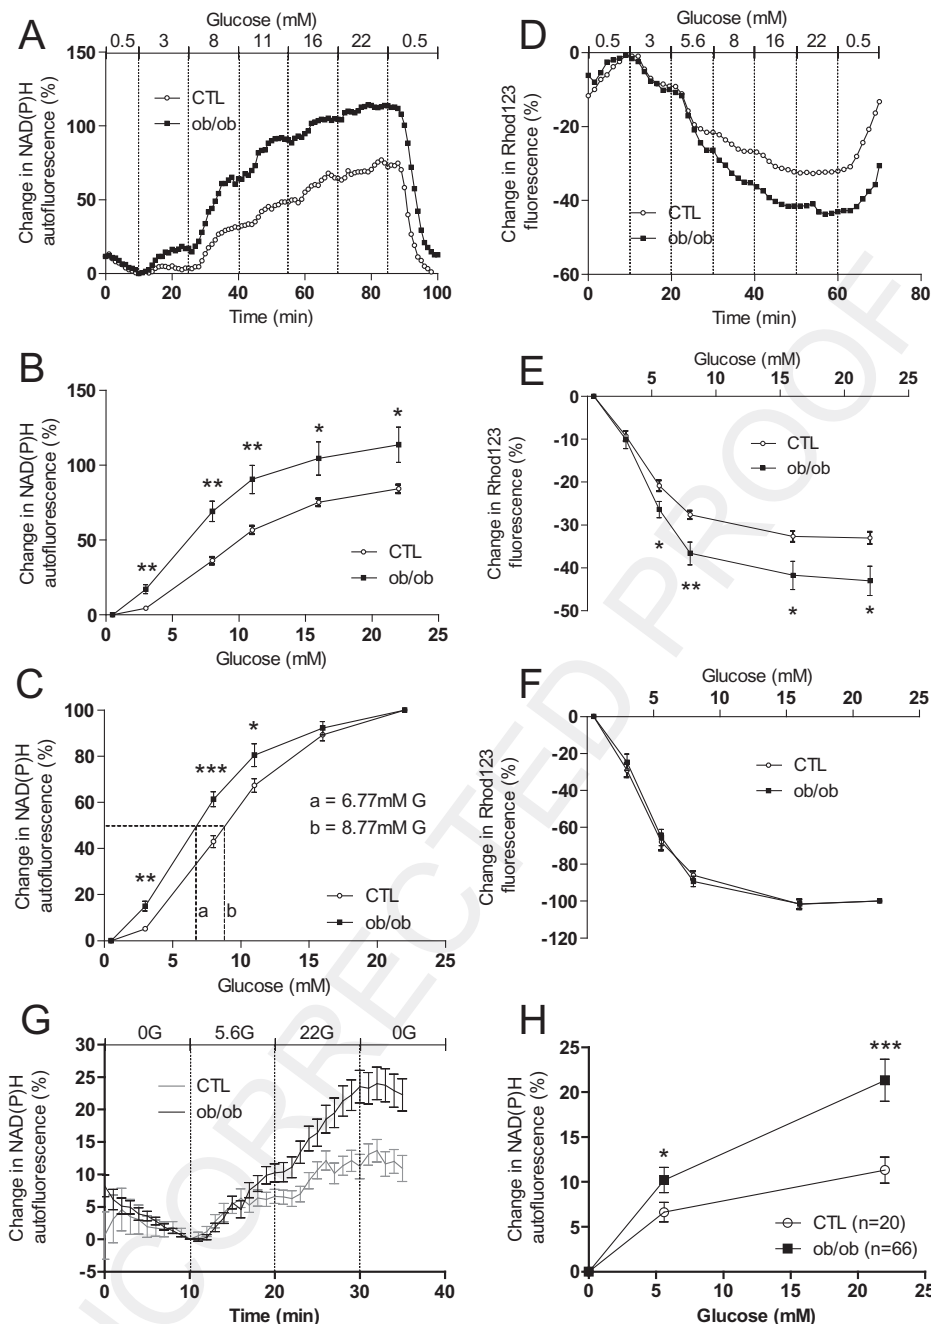 A
Glucose (mM)
0.5 3 8 11 16 22 0.5
150
100
50
0
Change in NAD(P)H
autofluorescence (%)
CTL
ob/ob
0 20 40 60 80 100
Time (min)
B
150
100
50
0
Change in NAD(P)H
autofluorescence (%)
**
**
**
*
*
CTL
ob/ob
0 5 10 15 20 25
Glucose (mM)
C
100
80
60
40
20
0
Change in NAD(P)H
autofluorescence (%)
**
***
*
a = 6.77mM G
b = 8.77mM G
a b
CTL
ob/ob
0 5 10 15 20 25
Glucose (mM)
D
Glucose (mM)
0.5 3 5.6 8 16 22 0.5
0
-20
-40
-60
Change in Rhod123
fluorescence (%)
CTL
ob/ob
0 20 40 60 80
Time (min)
E
Glucose (mM)
5 10 15 20 25
0
-10
-20
-30
-40
-50
Change in Rhod123
fluorescence (%)
CTL
ob/ob
*
**
*
*
F
Glucose (mM)
5 10 15 20 25
0
-20
-40
-60
-80
-100
-120
Change in Rhod123
fluorescence (%)
CTL
ob/ob
G
0G 5.6G 22G 0G
30
25
20
15
10
5
0
-5
Change in NAD(P)H
autofluorescence (%)
CTL
ob/ob
0 10 20 30 40
Time (min)
H
25
20
15
10
5
0
Change in NAD(P)H
autofluorescence (%)
*
***
CTL (n=20)
ob/ob (n=66)
0 5 10 15 20 25
Glucose (mM)
NCORRECTED PROOF